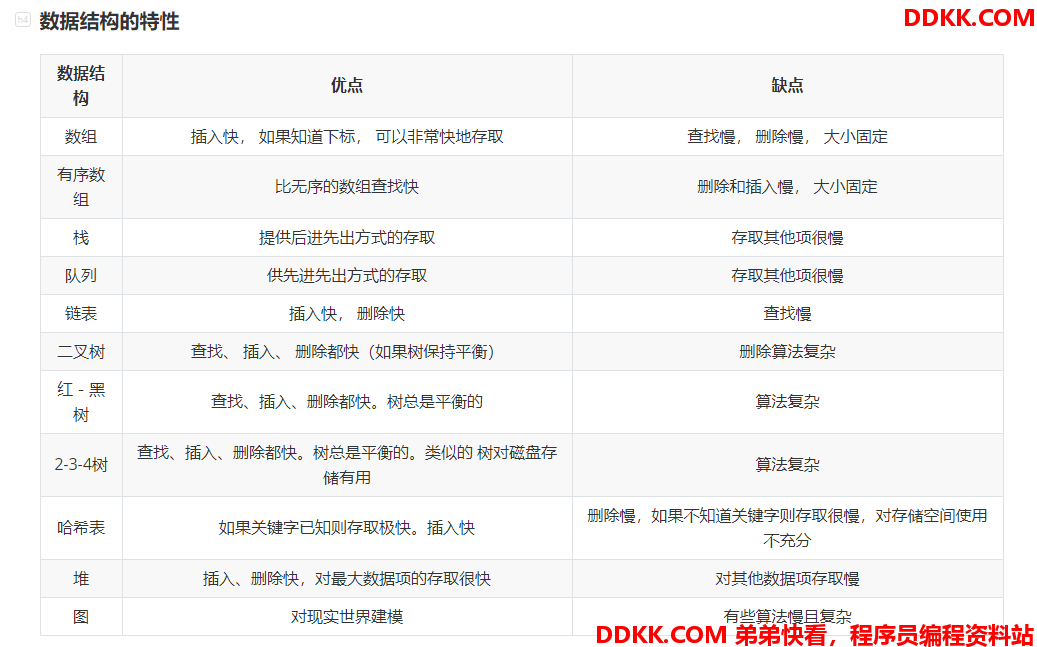 h4 数据结构的特性
DDKK.COM
数据结 优点 缺点
构
数组 插入快， 如果知道下标， 可以非常快地存取 查找慢， 删除慢， 大小固定
有序数 比无序的数组查找快 删除和插入慢， 大小固定
组
栈 提供后进先出方式的存取 存取其他项很慢
队列 供先进先出方式的存取 存取其他项很慢
链表 插入快， 删除快 查找慢
二叉树 查找、 插入、 删除都快（如果树保持平衡） 删除算法复杂
红 - 黑 查找、插入、删除都快。树总是平衡的 算法复杂
树
2-3-4树 查找、插入、删除都快。树总是平衡的。类似的 树对磁盘存 算法复杂
储有用
哈希表 如果关键字已知则存取极快。插入快 删除慢，如果不知道关键字则存取很慢，对存储空间使用
不充分
堆 插入、删除快，对最大数据项的存取很快 对其他数据项存取慢
图 对现实世界建模 有些算法慢且复杂
DDKK.COM 弟弟快看，程序员编程资料站